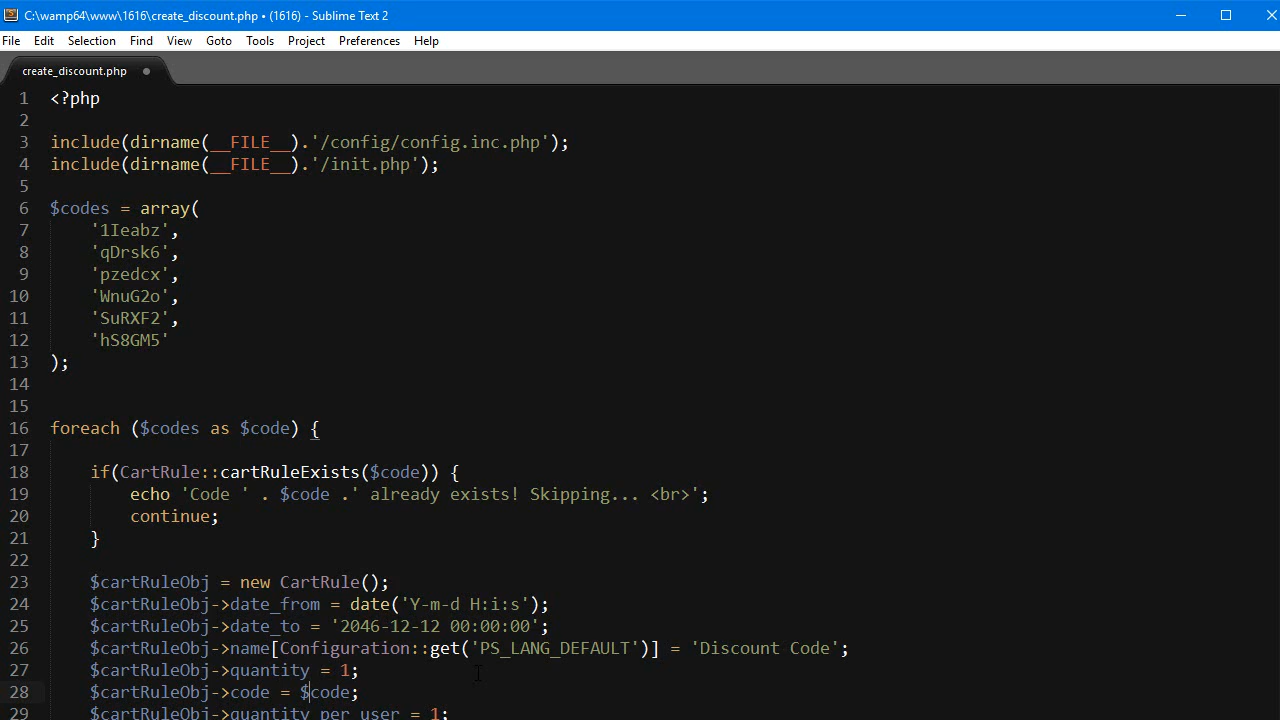 C:\wamp64\www\1616\create_discount.php • (1616) - Sublime Text 2
File Edit Selection Find View Goto Tools Project Preferences Help
create_discount.php
1 <?php
2
3 include(dirname(__FILE__).'/config/config.inc.php');
4 include(dirname(__FILE__).'/init.php');
5
6 $codes = array(
7 '1Ieabz',
8 'qDrsk6',
9 'pzedcx',
10 'WnuG2o',
11 'SuRXF2',
12 'hS8GM5'
13 );
14
15
16 foreach ($codes as $code) {
17
18 if(CartRule::cartRuleExists($code)) {
19 echo 'Code ' . $code .' already exists! Skipping... <br>';
20 continue;
21 }
22
23 $cartRuleObj = new CartRule();
24 $cartRuleObj->date_from = date('Y-m-d H:i:s');
25 $cartRuleObj->date_to = '2046-12-12 00:00:00';
26 $cartRuleObj->name[Configuration::get('PS_LANG_DEFAULT')] = 'Discount Code';
27 $cartRuleObj->quantity = 1;
28 $cartRuleObj->code = $code;
29 $cartRuleObj->quantity_per_user = 1;